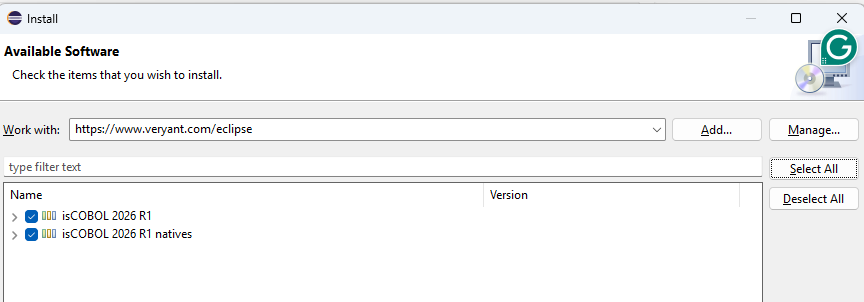 Install
Available Software
Check the items that you wish to install.
G
Work with: https://www.veryant.com/eclipse Add... Manage...
type filter text Select All
Name Version Deselect All
isCOBOL 2026 R1
isCOBOL 2026 R1 natives